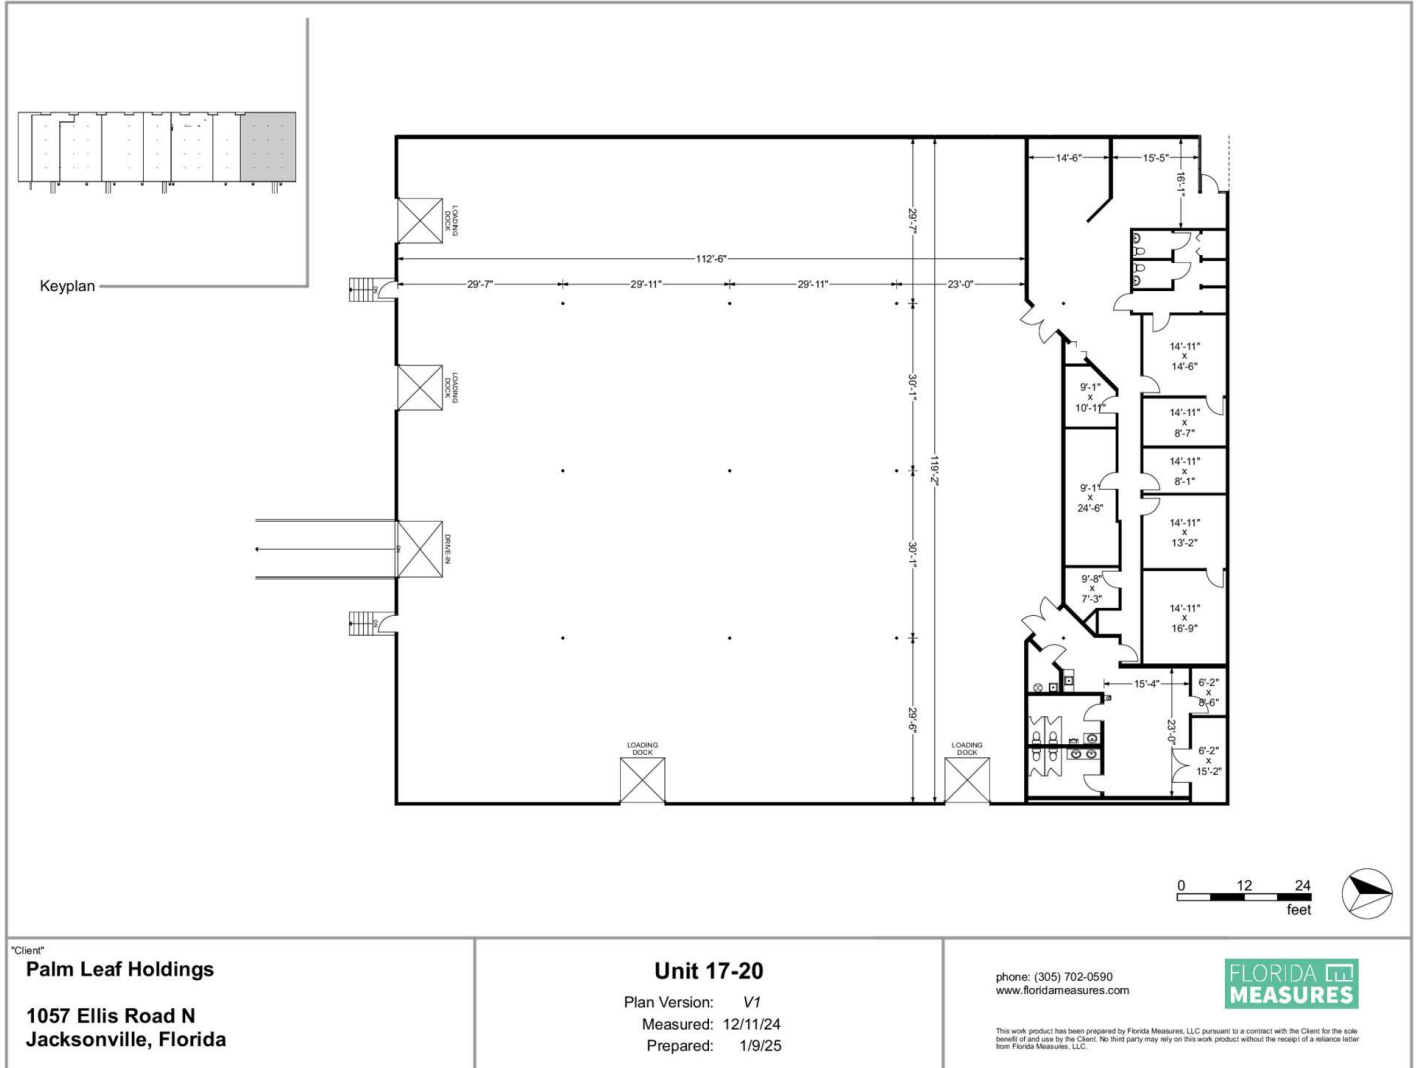 Keyplan
LOADING
DOCK
LOADING
DOCK
DRIVE-IN
DN
DN
DN
112'-6"
29'-7"
29'-11"
29'-11"
23'-0"
29'-7"
30'-1"
30'-1"
29'-6"
119'-2"
14'-6"
15'-5"
16'-1"
14'-11"
x
14'-6"
9'-1"
x
10'-11"
14'-11"
x
8'-7"
14'-11"
x
8'-1"
9'-1"
x
24'-6"
14'-11"
x
13'-2"
9'-8"
x
7'-3"
14'-11"
x
16'-9"
15'-4"
23'-0"
6'-2"
x
8'-6"
6'-2"
x
15'-2"
LOADING
DOCK
LOADING
DOCK
0 12 24
feet
"Client"
Palm Leaf Holdings
1057 Ellis Road N
Jacksonville, Florida
Unit 17-20
Plan Version: V1
Measured: 12/11/24
Prepared: 1/9/25
phone: (305) 702-0590
www.floridameasures.com
FLORIDA
MEASURES
This work product has been prepared by Florida Measures, LLC pursuant to a contract with the Client for the sole
benefit of and use by the Client. No third party may rely on this work product without the receipt of a reliance letter
from Florida Measures, LLC.